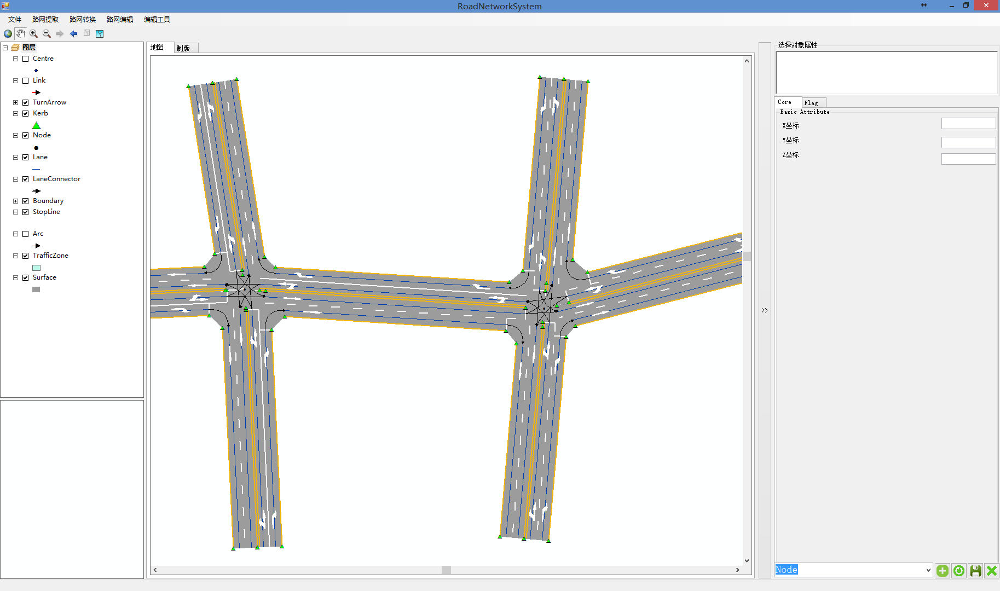 RoadNetworkSystem
文件 路网提取 路网转换 路网编辑 编辑工具
图层
Centre
Link
TurnArrow
Kerb
Node
Lane
LaneConnector
Boundary
StopLine
Arc
TrafficZone
Surface
地图 制版
>>
选择对象属性
Core Flag
Basic Attribute
X坐标
Y坐标
Z坐标
Node